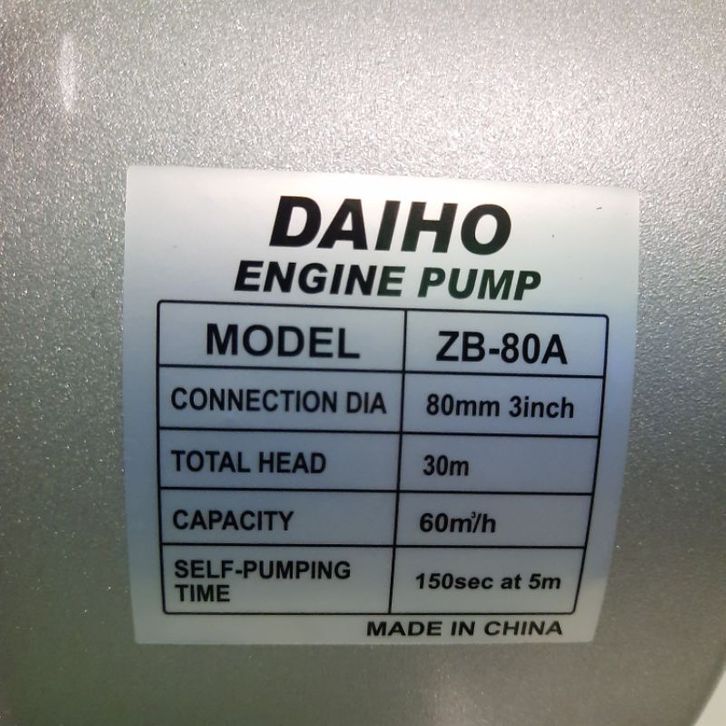 DAIHO
ENGINE PUMP
MODEL ZB-80A
CONNECTION DIA 80mm 3inch
TOTAL HEAD 30m
CAPACITY 60m³/h
SELF-PUMPING
TIME 150sec at 5m
MADE IN CHINA